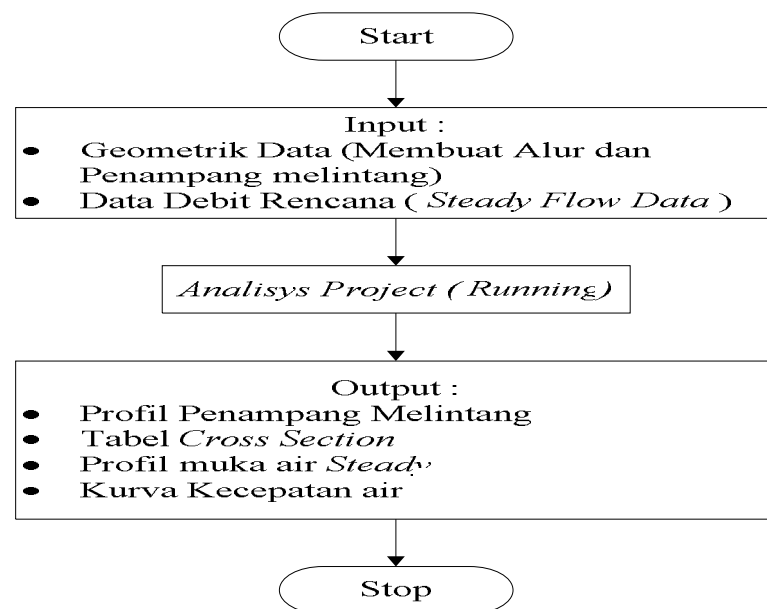 Start
Input :
● Geometrik Data (Membuat Alur dan
Penampang melintang)
● Data Debit Rencana ( Steady Flow Data )
Analisys Project ( Running)
Output :
● Profil Penampang Melintang
● Tabel Cross Section
● Profil muka air Steady
● Kurva Kecepatan air
Stop